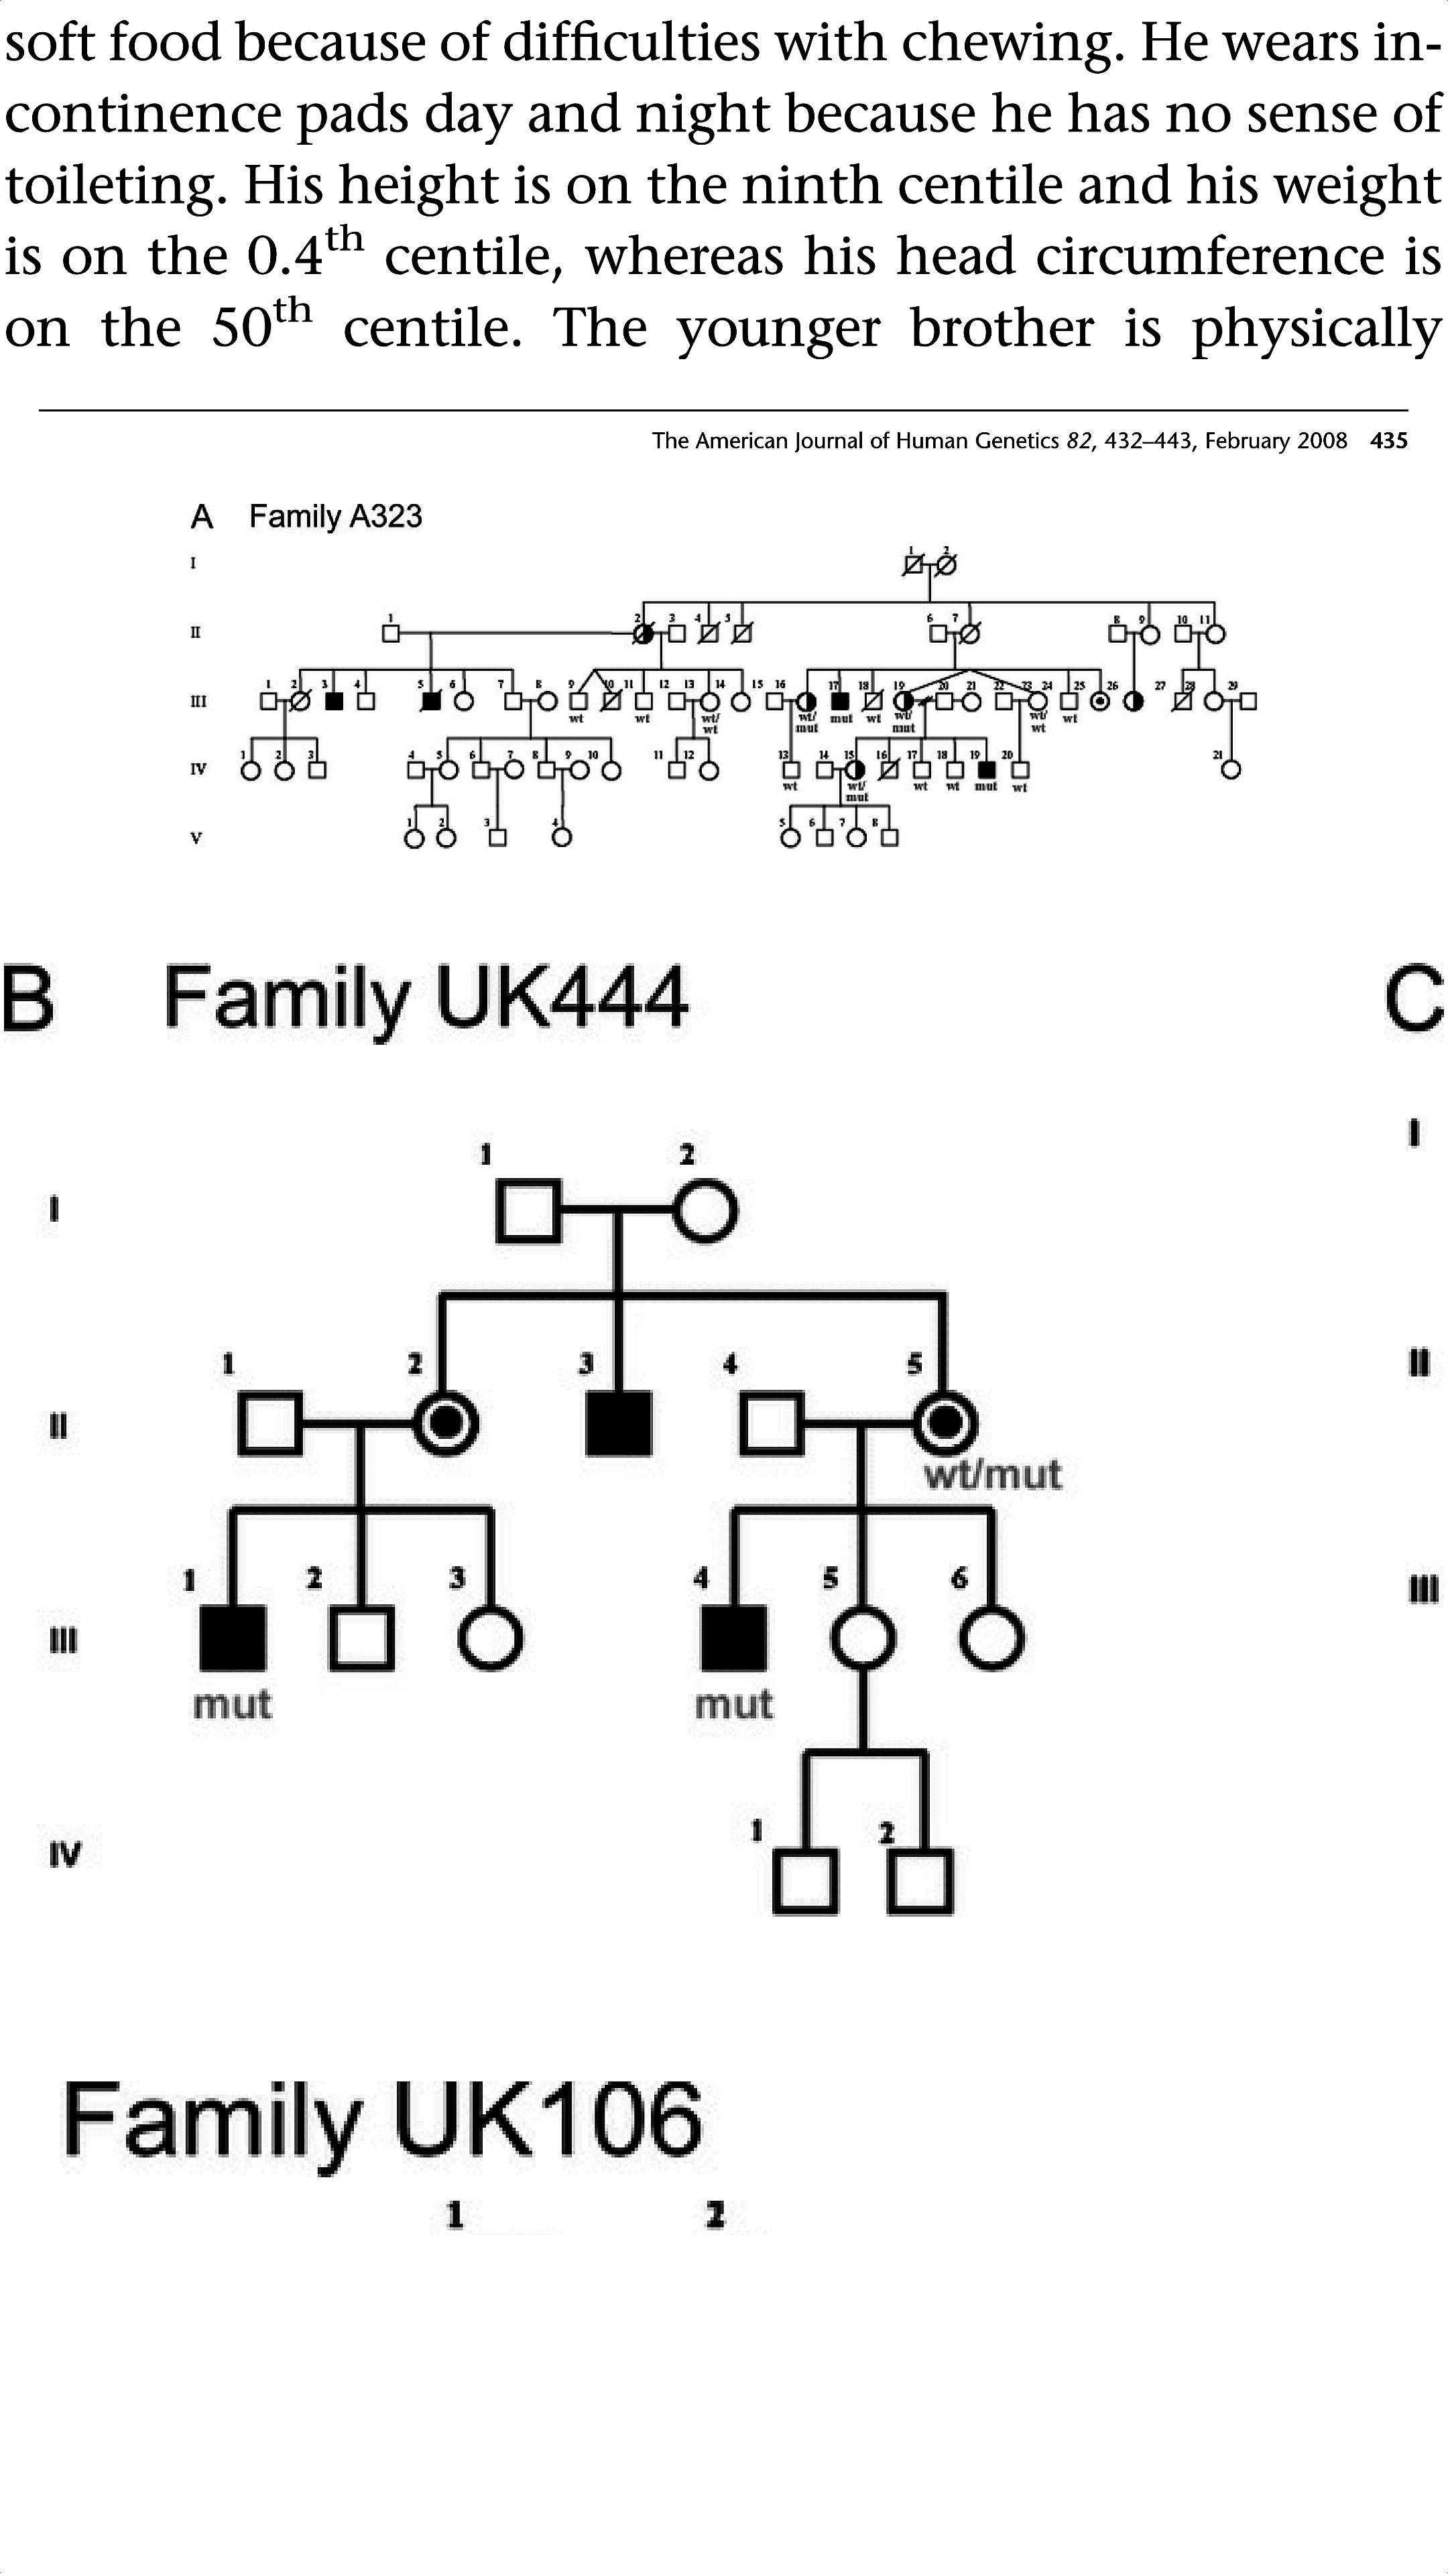 soft food because of difficulties with chewing. He wears in-
continence pads day and night because he has no sense of
toileting. His height is on the ninth centile and his weight
is on the 0.4th centile, whereas his head circumference is
on the 50th centile. The younger brother is physically
The American Journal of Human Genetics 82, 432–443, February 2008 435
A Family A323
I 1 2
II 1 2 3 4 5 6 7 8 9 10 11
III 1 2 3 4 5 6 7 8 9 10 11 12 13 14 15 16 17 18 19 20 21 22 23 24 25 26 27 28 29
wt wt wt/ wt/ mut wt wt/ wt/ wt
wt mut mut wt
IV 1 2 3 4 5 6 7 8 9 10 11 12 13 14 15 16 17 18 19 20 21
wt wt/ wt wt mut wt
mut
V 1 2 3 4 5 6 7 8
B Family UK444 C
I
1 2
I
1 2 3 4 5
II
II
wt/mut
1 2 3 4 5 6
III
III
mut mut
1 2
IV
Family UK106
1 2